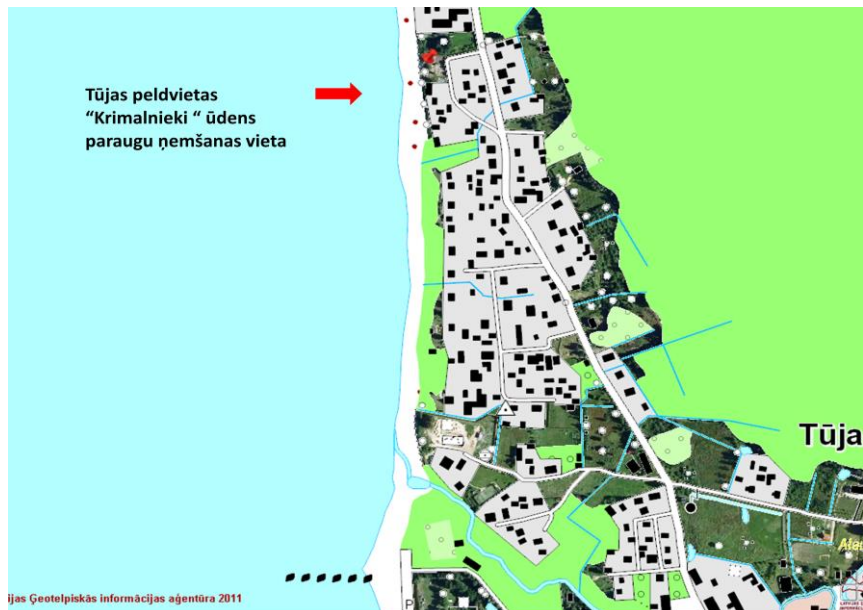 Tūjas peldvietas
“Krimalnieki “ ūdens
paraugu ņemšanas vieta
Tūja
P
ijas Ģeotelpiskās informācijas aģentūra 2011